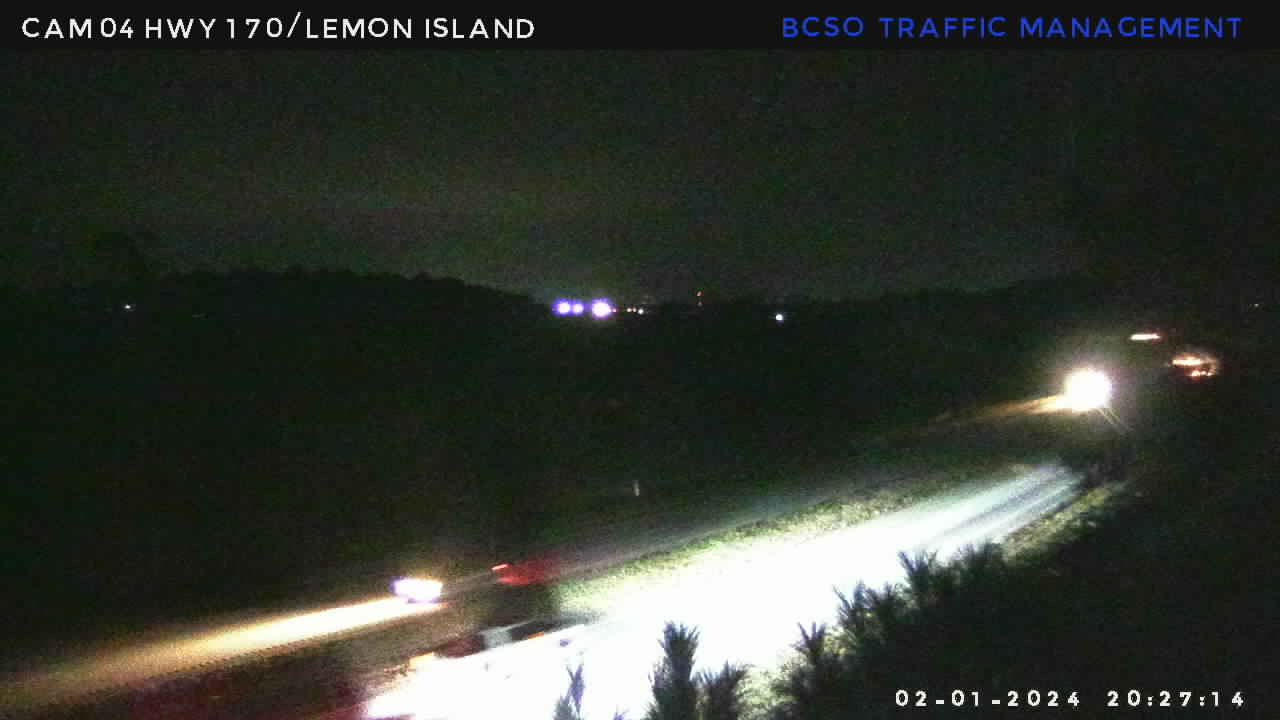 CAM04 HWY170/LEMON ISLAND
BCSO TRAFFIC MANAGEMENT
02-01-2024 20:27:14